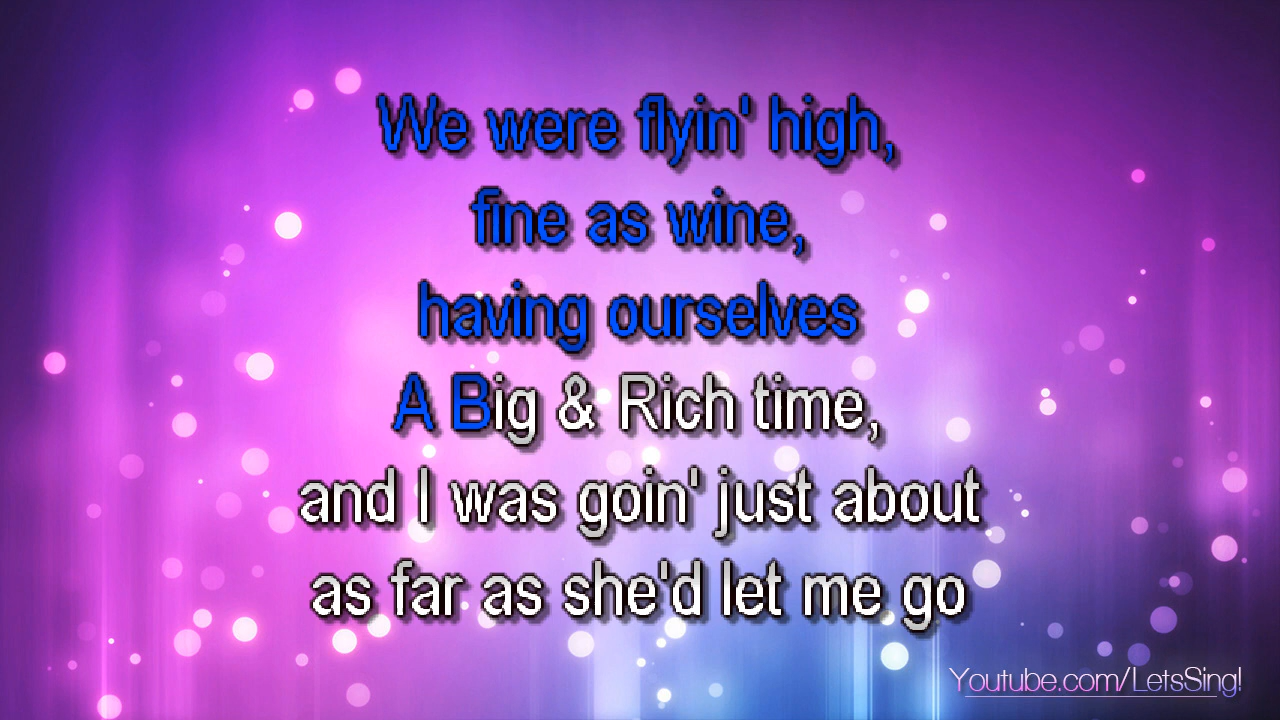 We were flyin' high,
fine as wine,
having ourselves
A Big & Rich time,
and I was goin' just about
as far as she'd let me go
Youtube.com/LetsSing!